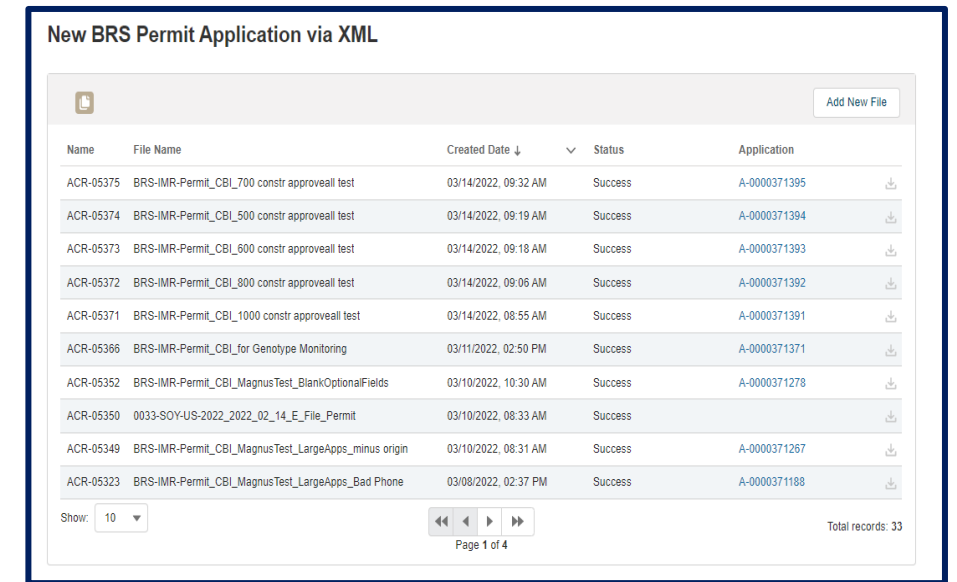 New BRS Permit Application via XML
Add New File
Name File Name Created Date ↓ Status Application
ACR-05375 BRS-IMR-Permit_CBI_700 constr approveall test 03/14/2022, 09:32 AM Success A-0000371395
ACR-05374 BRS-IMR-Permit_CBI_500 constr approveall test 03/14/2022, 09:19 AM Success A-0000371394
ACR-05373 BRS-IMR-Permit_CBI_600 constr approveall test 03/14/2022, 09:18 AM Success A-0000371393
ACR-05372 BRS-IMR-Permit_CBI_800 constr approveall test 03/14/2022, 09:06 AM Success A-0000371392
ACR-05371 BRS-IMR-Permit_CBI_1000 constr approveall test 03/14/2022, 08:55 AM Success A-0000371391
ACR-05366 BRS-IMR-Permit_CBI_for Genotype Monitoring 03/11/2022, 02:50 PM Success A-0000371371
ACR-05352 BRS-IMR-Permit_CBI_MagnusTest_BlankOptionalFields 03/10/2022, 10:30 AM Success A-0000371278
ACR-05350 0033-SOY-US-2022_2022_02_14_E_File_Permit 03/10/2022, 08:33 AM Success
ACR-05349 BRS-IMR-Permit_CBI_MagnusTest_LargeApps_minus origin 03/10/2022, 08:31 AM Success A-0000371267
ACR-05323 BRS-IMR-Permit_CBI_MagnusTest_LargeApps_Bad Phone 03/08/2022, 02:37 PM Success A-0000371188
Show: 10
Total records: 33
Page 1 of 4